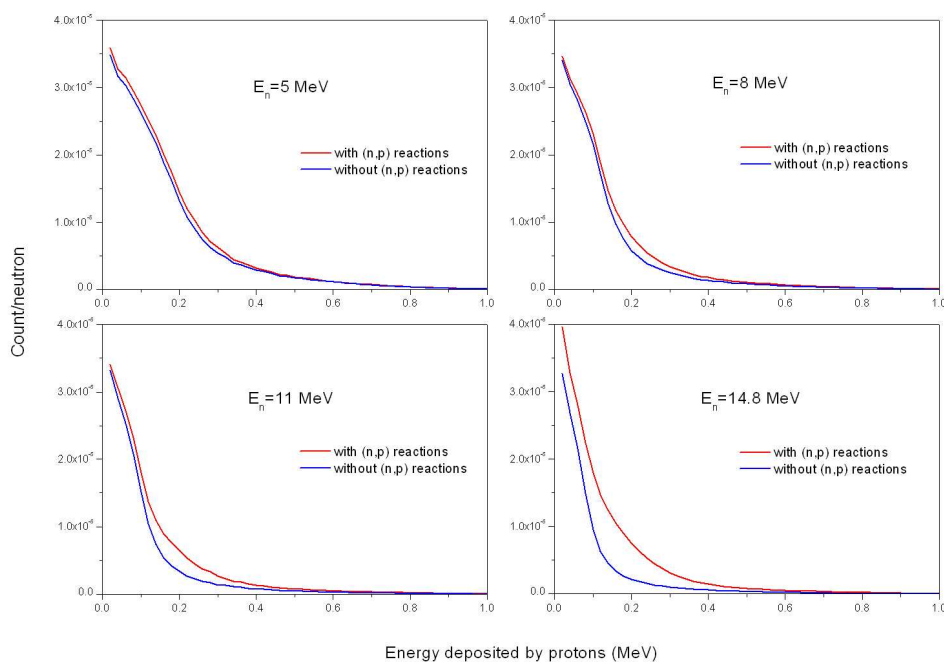 Count/neutron
4.0x10⁻⁶
3.0x10⁻⁶
2.0x10⁻⁶
1.0x10⁻⁶
0.0
0.0 0.2 0.4 0.6 0.8 1.0
Eₙ=5 MeV
with (n,p) reactions
without (n,p) reactions
4.0x10⁻⁶
3.0x10⁻⁶
2.0x10⁻⁶
1.0x10⁻⁶
0.0
0.0 0.2 0.4 0.6 0.8 1.0
Eₙ=8 MeV
with (n,p) reactions
without (n,p) reactions
4.0x10⁻⁶
3.0x10⁻⁶
2.0x10⁻⁶
1.0x10⁻⁶
0.0
0.0 0.2 0.4 0.6 0.8 1.0
Eₙ=11 MeV
with (n,p) reactions
without (n,p) reactions
4.0x10⁻⁶
3.0x10⁻⁶
2.0x10⁻⁶
1.0x10⁻⁶
0.0
0.0 0.2 0.4 0.6 0.8 1.0
Eₙ=14.8 MeV
with (n,p) reactions
without (n,p) reactions
Energy deposited by protons (MeV)